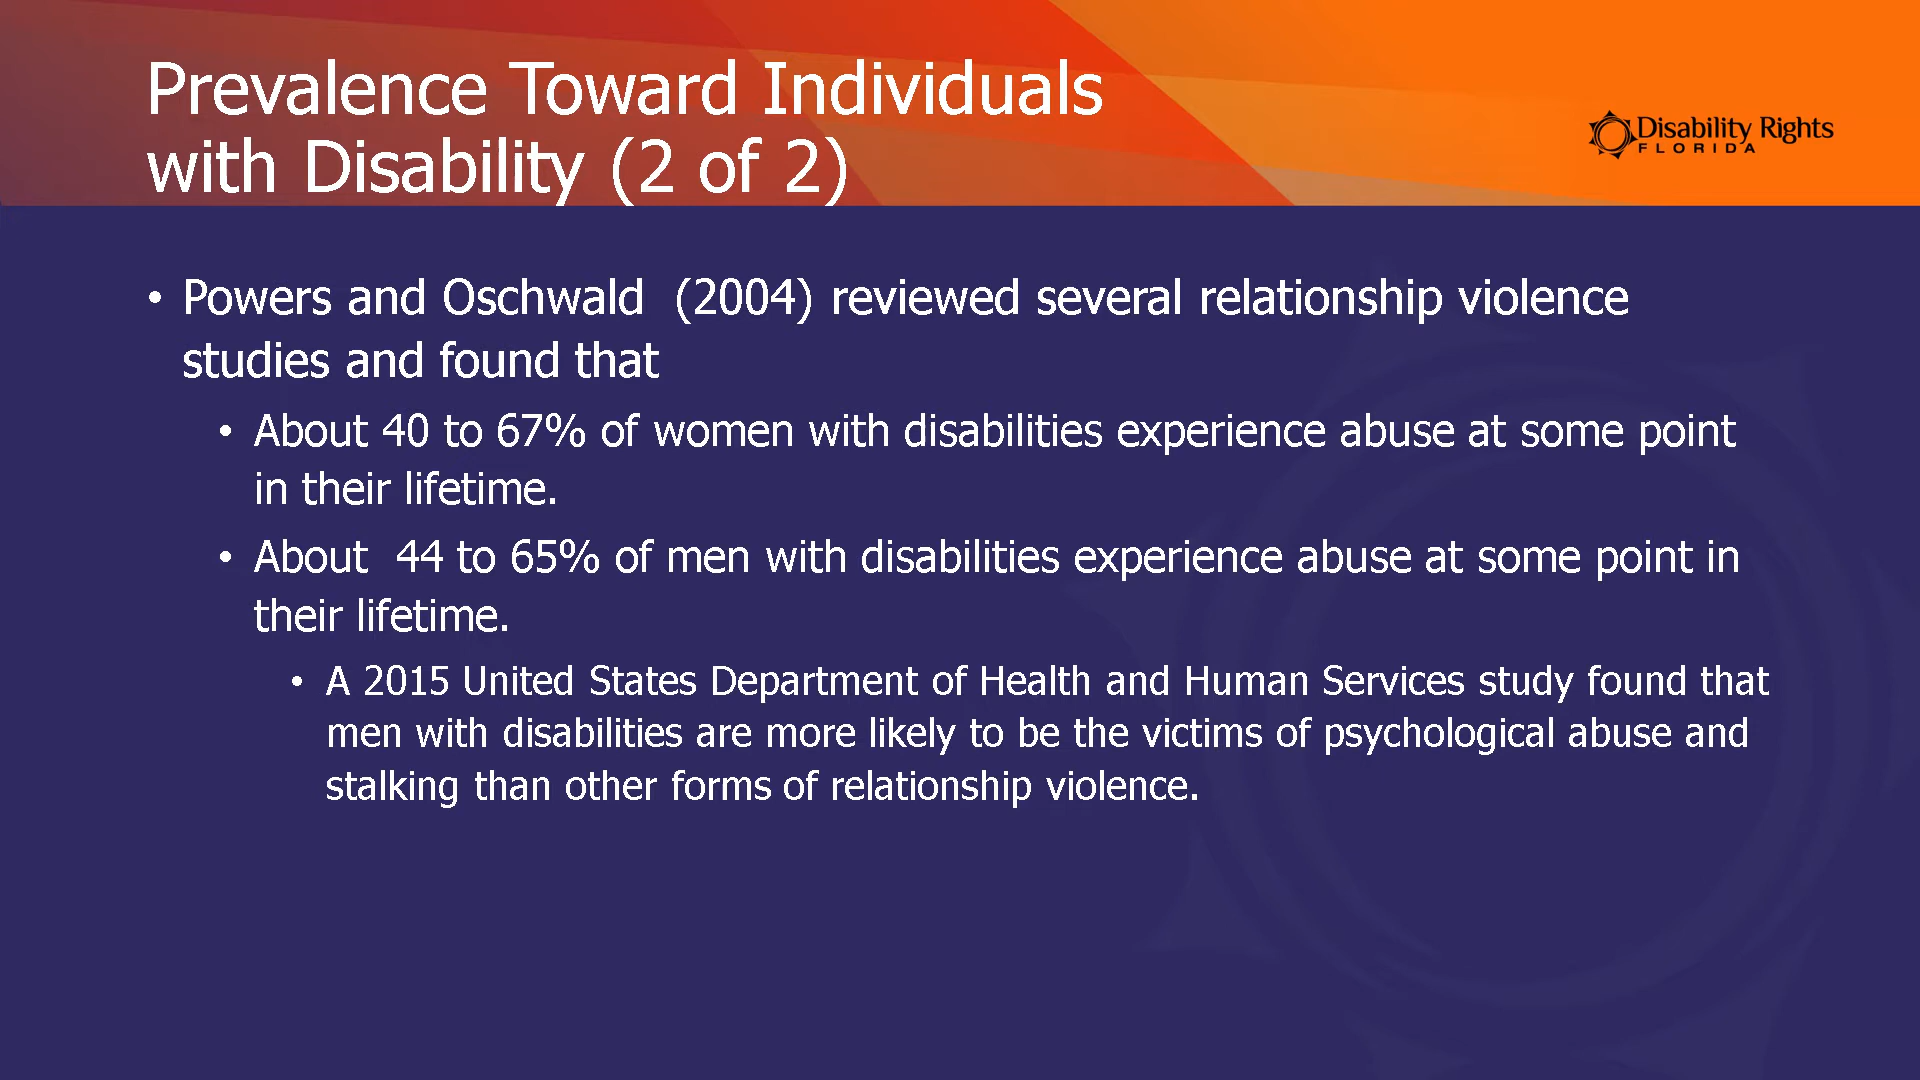 Prevalence Toward Individuals
with Disability (2 of 2)
Disability Rights
FLORIDA
• Powers and Oschwald (2004) reviewed several relationship violence
studies and found that
• About 40 to 67% of women with disabilities experience abuse at some point
in their lifetime.
• About 44 to 65% of men with disabilities experience abuse at some point in
their lifetime.
• A 2015 United States Department of Health and Human Services study found that
men with disabilities are more likely to be the victims of psychological abuse and
stalking than other forms of relationship violence.